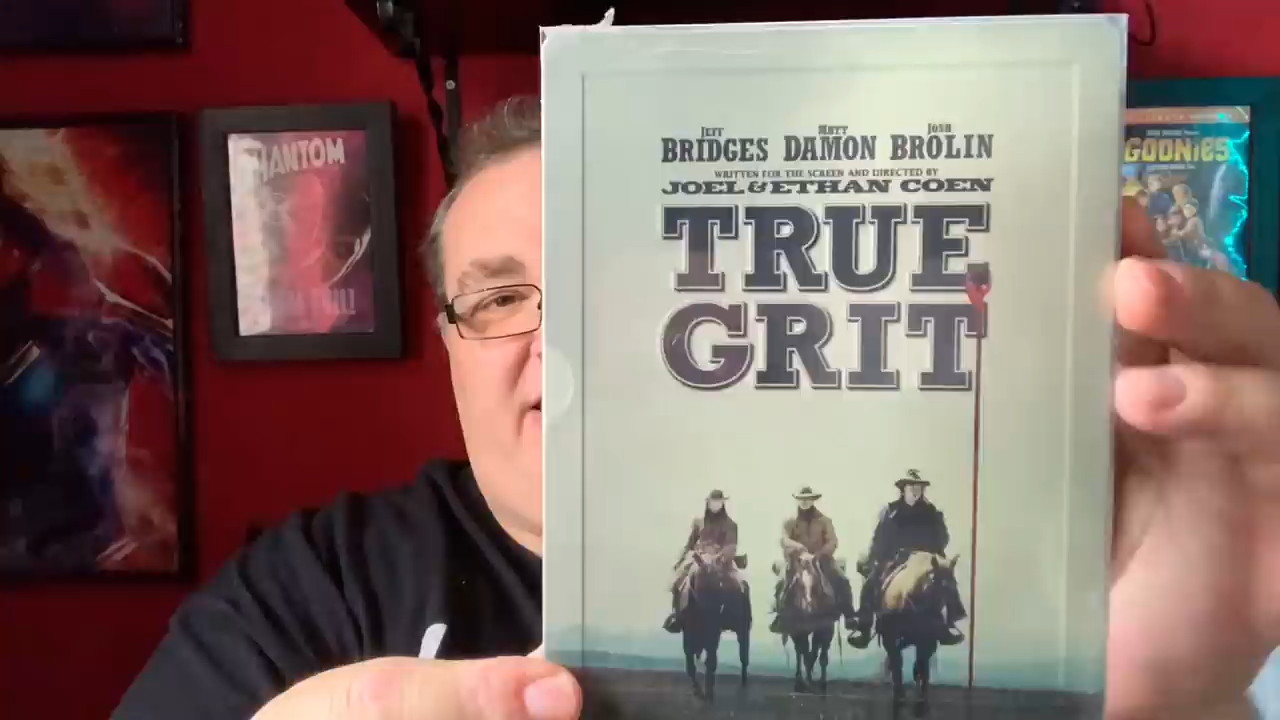 JEFF MATT JOSH
BRIDGES DAMON BROLIN
WRITTEN FOR THE SCREEN AND DIRECTED BY
JOEL & ETHAN COEN
TRUE
GRIT
PHANTOM
GOONIES